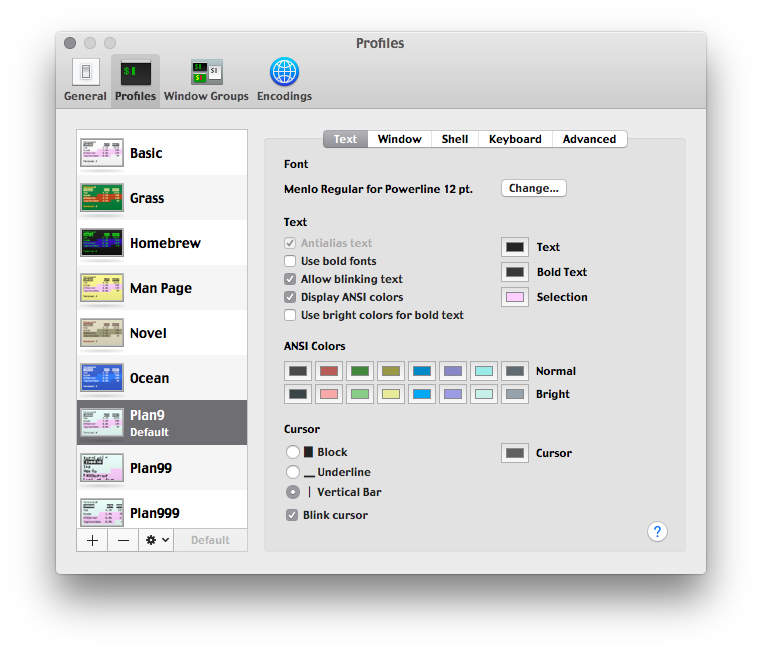 Profiles
General Profiles Window Groups Encodings
Basic
Grass
Homebrew
Man Page
Novel
Ocean
Plan9
Default
Plan99
Plan999
Default
Text Window Shell Keyboard Advanced
Font
Menlo Regular for Powerline 12 pt. Change...
Text
Antialias text
Use bold fonts
Allow blinking text
Display ANSI colors
Use bright colors for bold text
Text
Bold Text
Selection
ANSI Colors
Normal
Bright
Cursor
Block
Underline
Vertical Bar
Blink cursor
Cursor
?